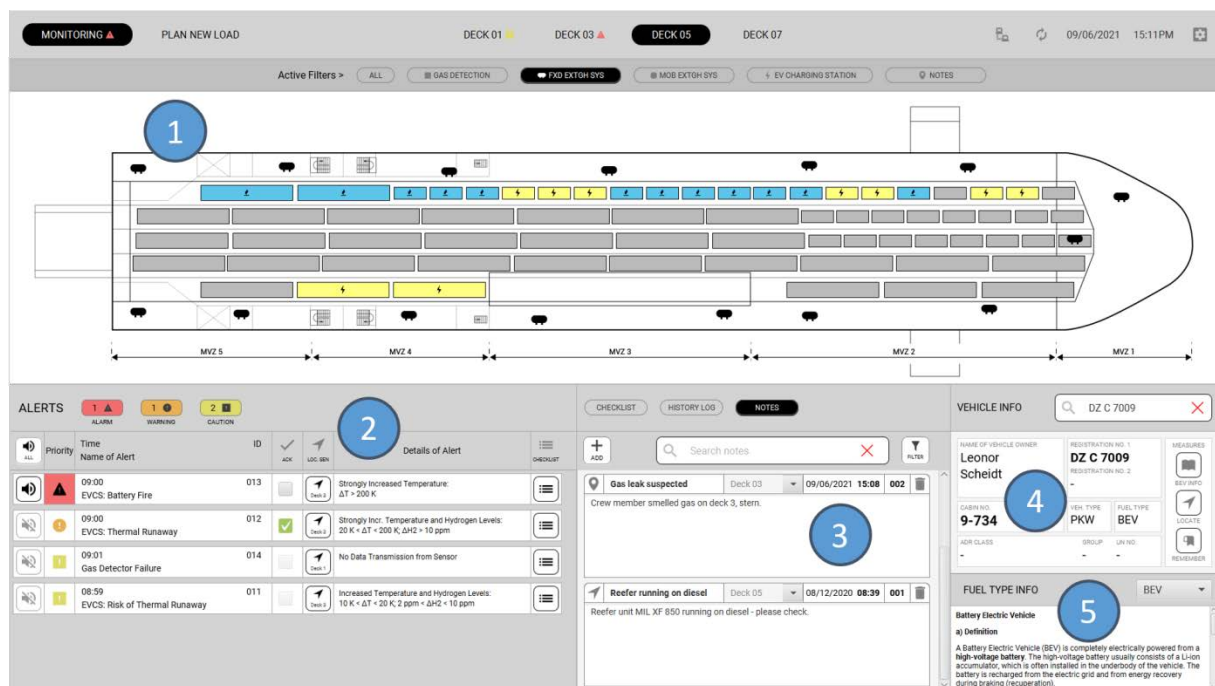 MONITORING
PLAN NEW LOAD
DECK 01
DECK 03
DECK 05
DECK 07
09/06/2021 15:11PM
Active Filters >
ALL
GAS DETECTION
FXD EXTGH SYS
MOB EXTGH SYS
EV CHARGING STATION
NOTES
1
MVZ 5
MVZ 4
MVZ 3
MVZ 2
MVZ 1
ALERTS
1
ALARM
1
WARNING
2
CAUTION
2
ALL
Priority
Time
Name of Alert
ID
ACK
LOC. SEN
Details of Alert
CHECKLIST
09:00
EVCS: Battery Fire
013
Deck 3
Strongly Increased Temperature:
ΔT > 200 K
09:00
EVCS: Thermal Runaway
012
Deck 3
Strongly Incr. Temperature and Hydrogen Levels:
20 K < ΔT < 200 K; ΔH2 > 10 ppm
09:01
Gas Detector Failure
014
Deck 1
No Data Transmission from Sensor
08:59
EVCS: Risk of Thermal Runaway
011
Deck 3
Increased Temperature and Hydrogen Levels:
10 K < ΔT < 20 K; 2 ppm < ΔH2 < 10 ppm
CHECKLIST
HISTORY LOG
NOTES
ADD
Search notes
FILTER
Gas leak suspected
Deck 03
09/06/2021 15:08
002
Crew member smelled gas on deck 3, stern.
3
Reefer running on diesel
Deck 05
08/12/2020 08:39
001
Reefer unit MIL XF 850 running on diesel - please check.
VEHICLE INFO
DZ C 7009
NAME OF VEHICLE OWNER
Leonor
Scheidt
REGISTRATION NO. 1
DZ C 7009
REGISTRATION NO. 2
-
MEASURES
BEV INFO
LOCATE
REMEMBER
CABIN NO.
9-734
4
VEH. TYPE
PKW
FUEL TYPE
BEV
ADR CLASS
-
GROUP
-
UN NO.
-
FUEL TYPE INFO
BEV
5
Battery Electric Vehicle
a) Definition
A Battery Electric Vehicle (BEV) is completely electrically powered from a
high-voltage battery. The high-voltage battery usually consists of a Li-ion
accumulator, which is often installed in the underbody of the vehicle. The
battery is recharged from the electric grid and from energy recovery
during braking (recuperation).